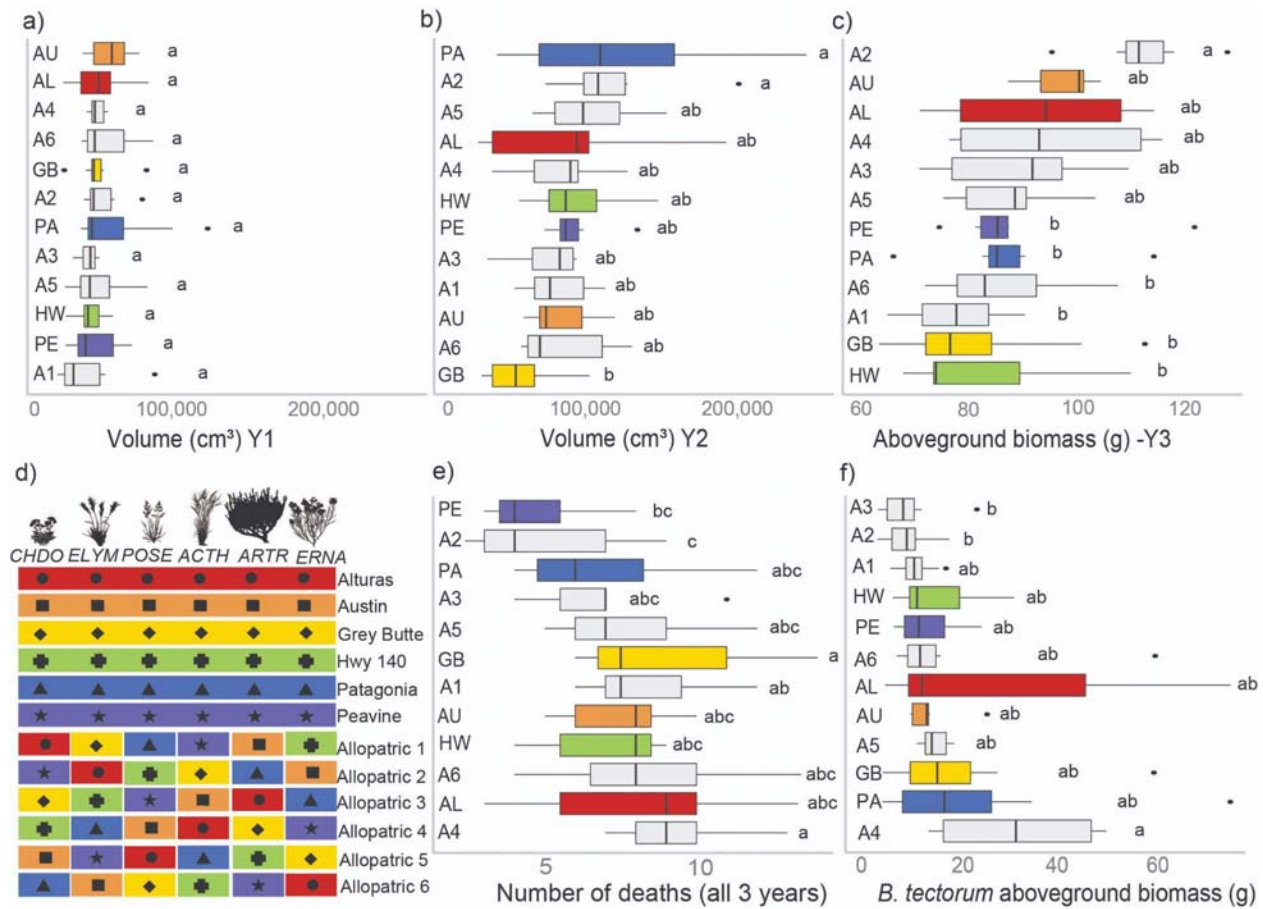 a)
AU a
AL a
A4 a
A6 a
GB a
A2 a
PA a
A3 a
A5 a
HW a
PE a
A1 a
0 100,000 200,000
Volume (cm³) Y1
b)
PA a
A2 a
A5 ab
AL ab
A4 ab
HW ab
PE ab
A3 ab
A1 ab
AU ab
A6 ab
GB b
0 100,000 200,000
Volume (cm³) Y2
c)
A2 a
AU ab
AL ab
A4 ab
A3 ab
A5 ab
PE b
PA b
A6 b
A1 b
GB b
HW b
60 80 100 120
Aboveground biomass (g) -Y3
d)
CHDO ELYM POSE ACTH ARTR ERNA
Alturas
Austin
Grey Butte
Hwy 140
Patagonia
Peavine
Allopatric 1
Allopatric 2
Allopatric 3
Allopatric 4
Allopatric 5
Allopatric 6
e)
PE bc
A2 c
PA abc
A3 abc
A5 abc
GB a
A1 ab
AU abc
HW abc
A6 abc
AL abc
A4 a
5 10
Number of deaths (all 3 years)
f)
A3 b
A2 b
A1 ab
HW ab
PE ab
A6 ab
AL ab
AU ab
A5 ab
GB ab
PA ab
A4 a
0 20 40 60
B. tectorum aboveground biomass (g)